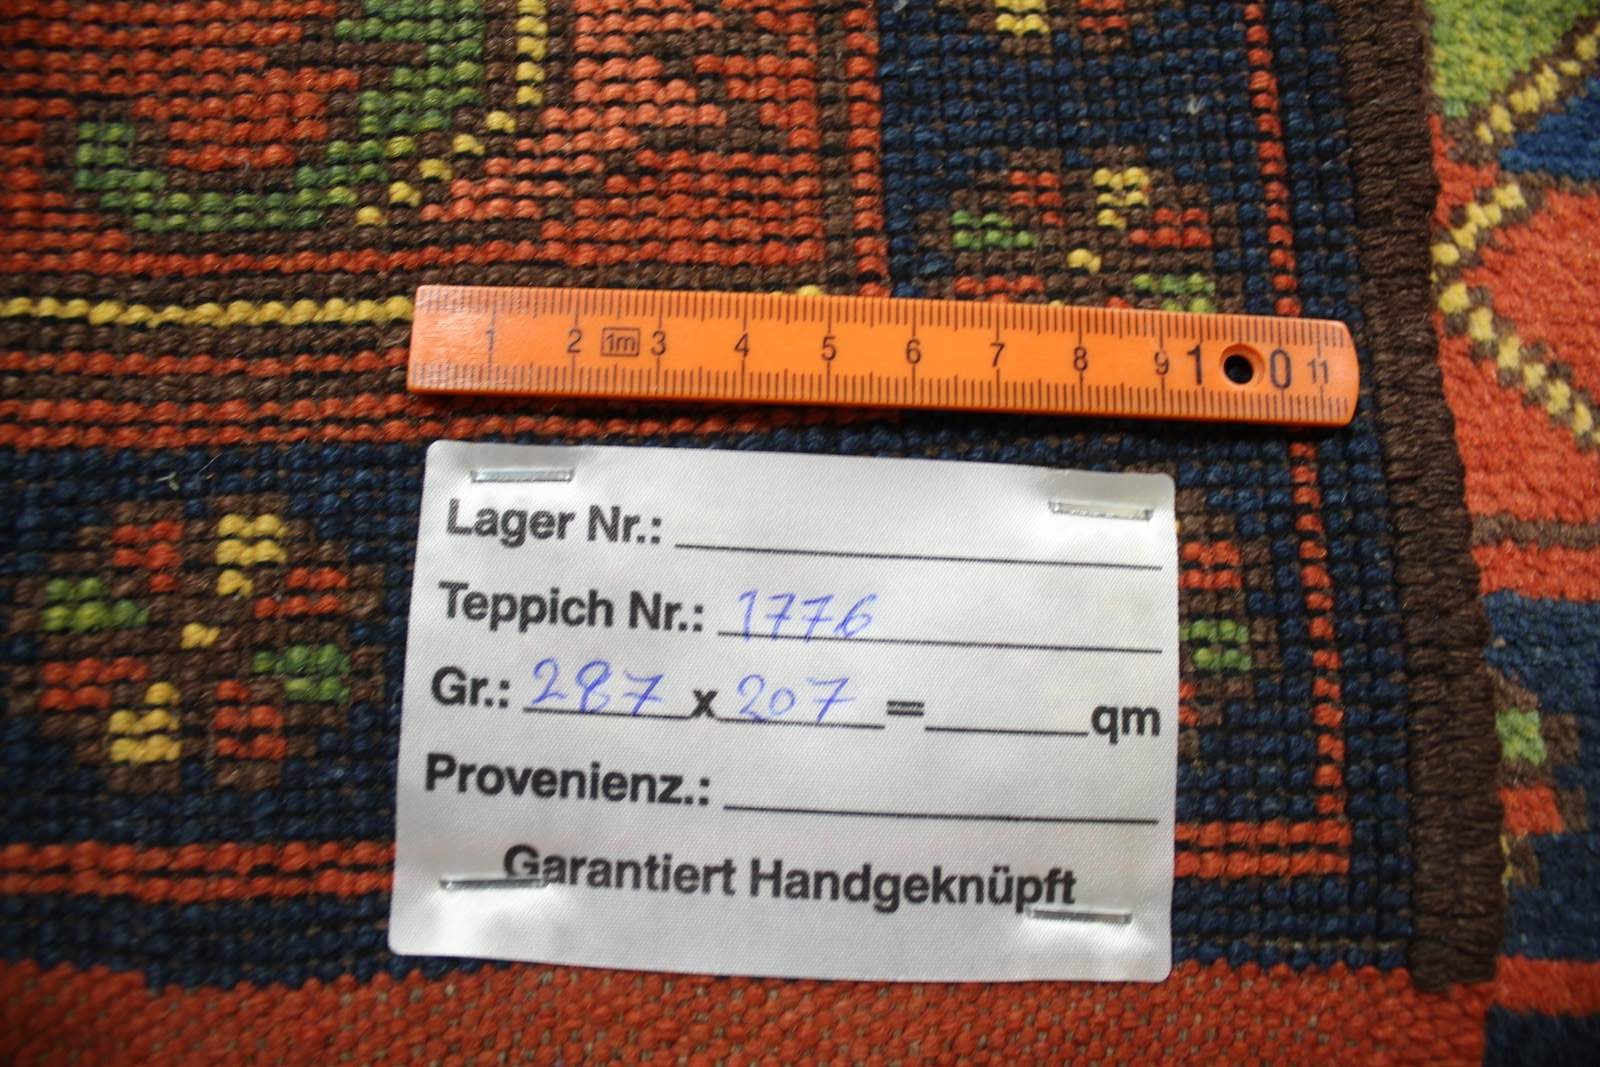 1 2 1m 3 4 5 6 7 8 9 10 11
Lager Nr.:
Teppich Nr.: 1776
Gr.: 287 x 207 = qm
Provenienz.:
Garantiert Handgeknüpft